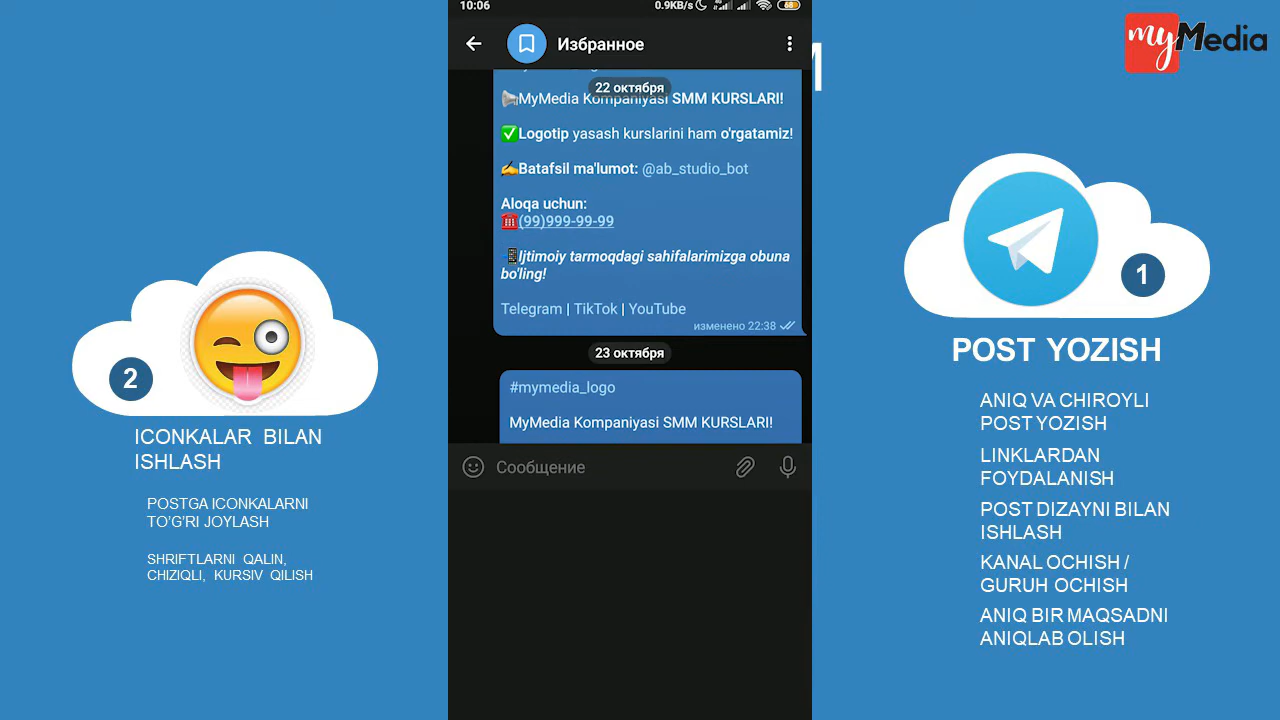 10:06
0.9KB/s
4G
68
Избранное
M
myMedia
22 октября
📢MyMedia Kompaniyasi SMM KURSLARI!
✅Logotip yasash kurslarini ham o'rgatamiz!
✍Batafsil ma'lumot: @ab_studio_bot
Aloqa uchun:
☎(99)999-99-99
📱Ijtimoiy tarmoqdagi sahifalarimizga obuna
bo'ling!
Telegram | TikTok | YouTube
изменено 22:38
23 октября
#mymedia_logo
MyMedia Kompaniyasi SMM KURSLARI!
Сообщение
2
ICONKALAR BILAN
ISHLASH
POSTGA ICONKALARNI
TO'G'RI JOYLASH
SHRIFTLARNI QALIN,
CHIZIQLI, KURSIV QILISH
1
POST YOZISH
ANIQ VA CHIROYLI
POST YOZISH
LINKLARDAN
FOYDALANISH
POST DIZAYNI BILAN
ISHLASH
KANAL OCHISH /
GURUH OCHISH
ANIQ BIR MAQSADNI
ANIQLAB OLISH